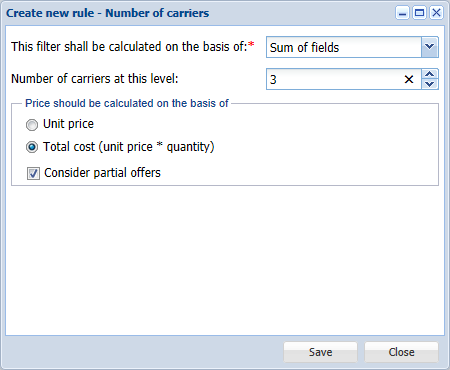 Create new rule - Number of carriers
This filter shall be calculated on the basis of:* Sum of fields
Number of carriers at this level: 3
Price should be calculated on the basis of
Unit price
Total cost (unit price * quantity)
Consider partial offers
Save Close